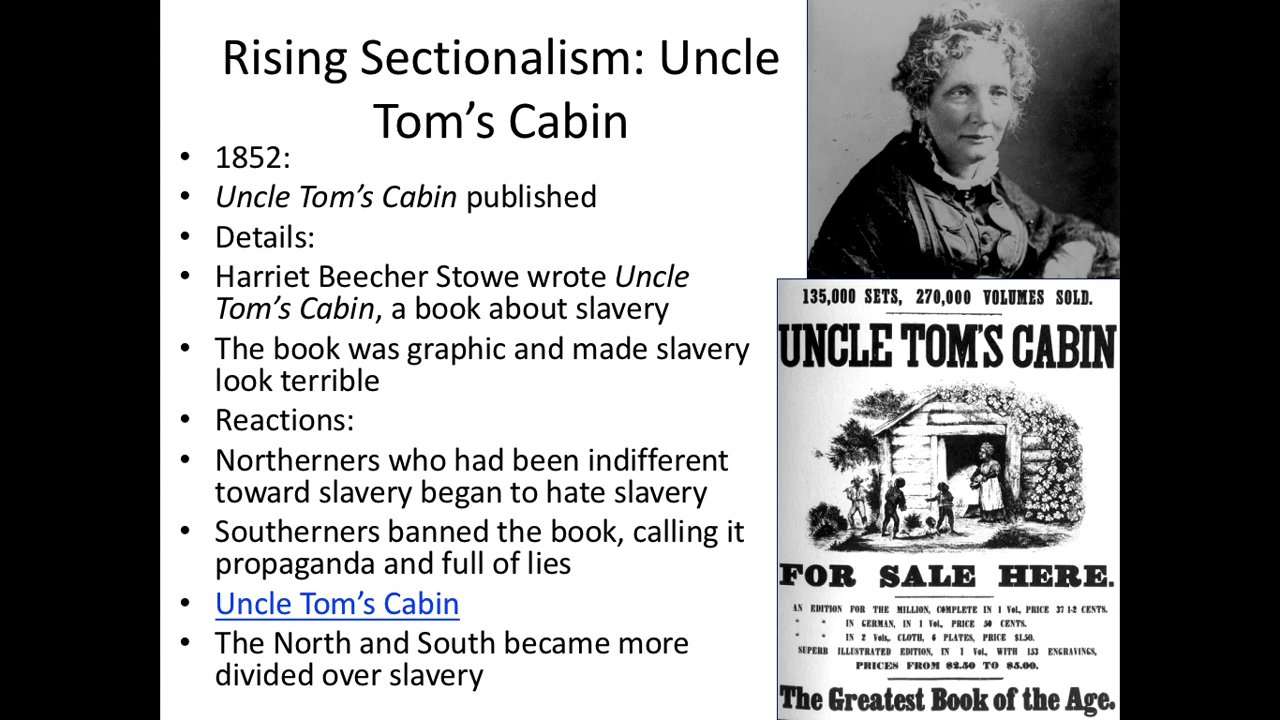 Rising Sectionalism: Uncle
Tom’s Cabin
• 1852:
• Uncle Tom’s Cabin published
• Details:
• Harriet Beecher Stowe wrote Uncle
Tom’s Cabin, a book about slavery
• The book was graphic and made slavery
look terrible
• Reactions:
• Northerners who had been indifferent
toward slavery began to hate slavery
• Southerners banned the book, calling it
propaganda and full of lies
• Uncle Tom’s Cabin
• The North and South became more
divided over slavery
135,000 SETS, 270,000 VOLUMES SOLD.
UNCLE TOM'S CABIN
FOR SALE HERE.
AN EDITION FOR THE MILLION, COMPLETE IN 1 Vol., PRICE 37 1-2 CENTS.
" " IN GERMAN, IN 1 Vol., PRICE 50 CENTS.
" " IN 2 Vols., CLOTH, 6 PLATES, PRICE $1.50.
SUPERB ILLUSTRATED EDITION, IN 1 Vol., WITH 153 ENGRAVINGS,
PRICES FROM $2.50 TO $5.00.
The Greatest Book of the Age.